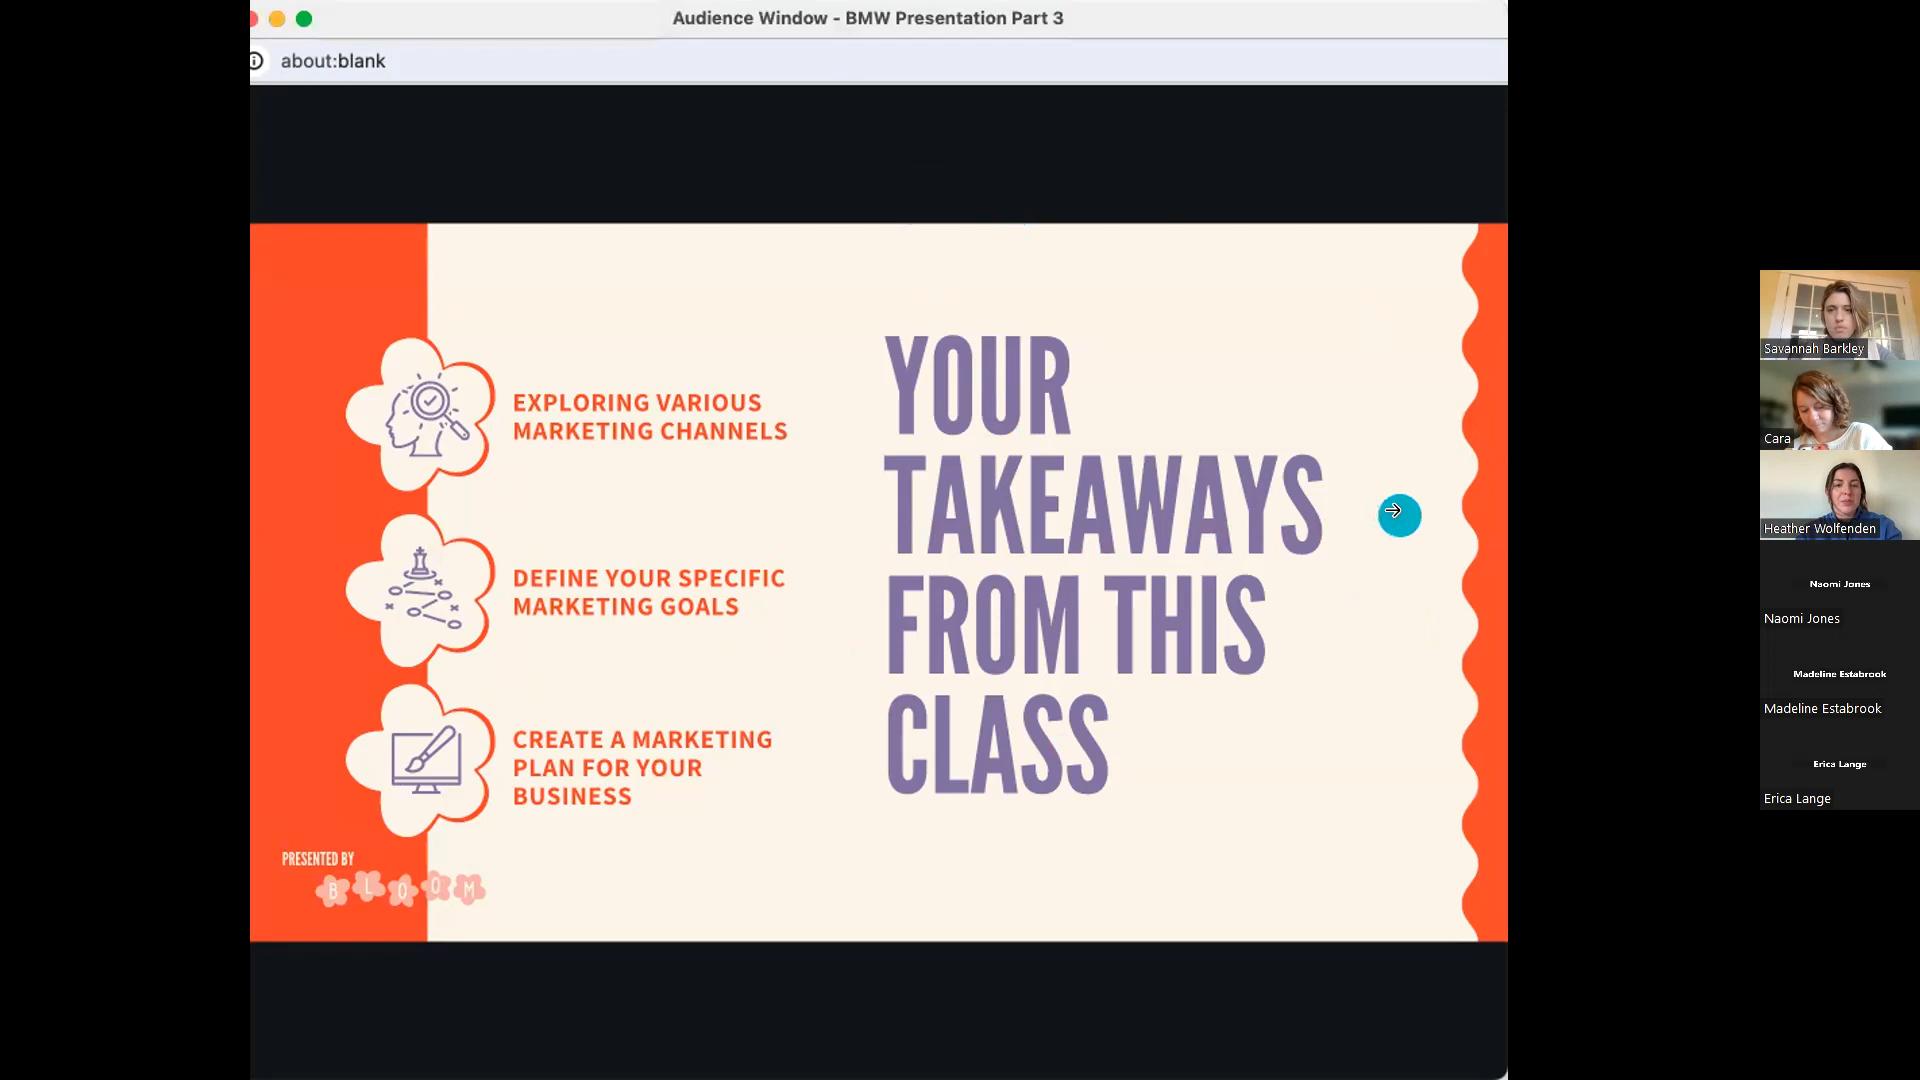 Audience Window - BMW Presentation Part 3
about:blank
EXPLORING VARIOUS
MARKETING CHANNELS
DEFINE YOUR SPECIFIC
MARKETING GOALS
CREATE A MARKETING
PLAN FOR YOUR
BUSINESS
PRESENTED BY
BLOOM
YOUR
TAKEAWAYS
FROM THIS
CLASS
Savannah Barkley
Cara
Heather Wolfenden
Naomi Jones
Naomi Jones
Madeline Estabrook
Madeline Estabrook
Erica Lange
Erica Lange